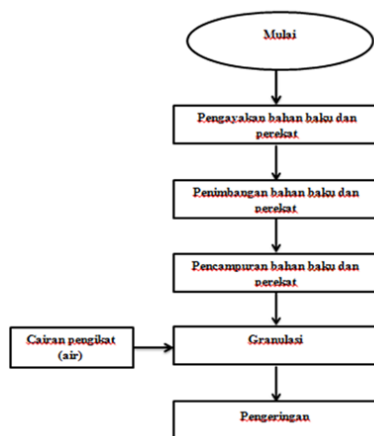 Mulai
Pengayakan bahan baku dan
perekat
Penimbangan bahan baku dan
perekat
Pencampuran bahan baku dan
perekat
Cairan pengikat
(air)
Granulasi
Pengeringan